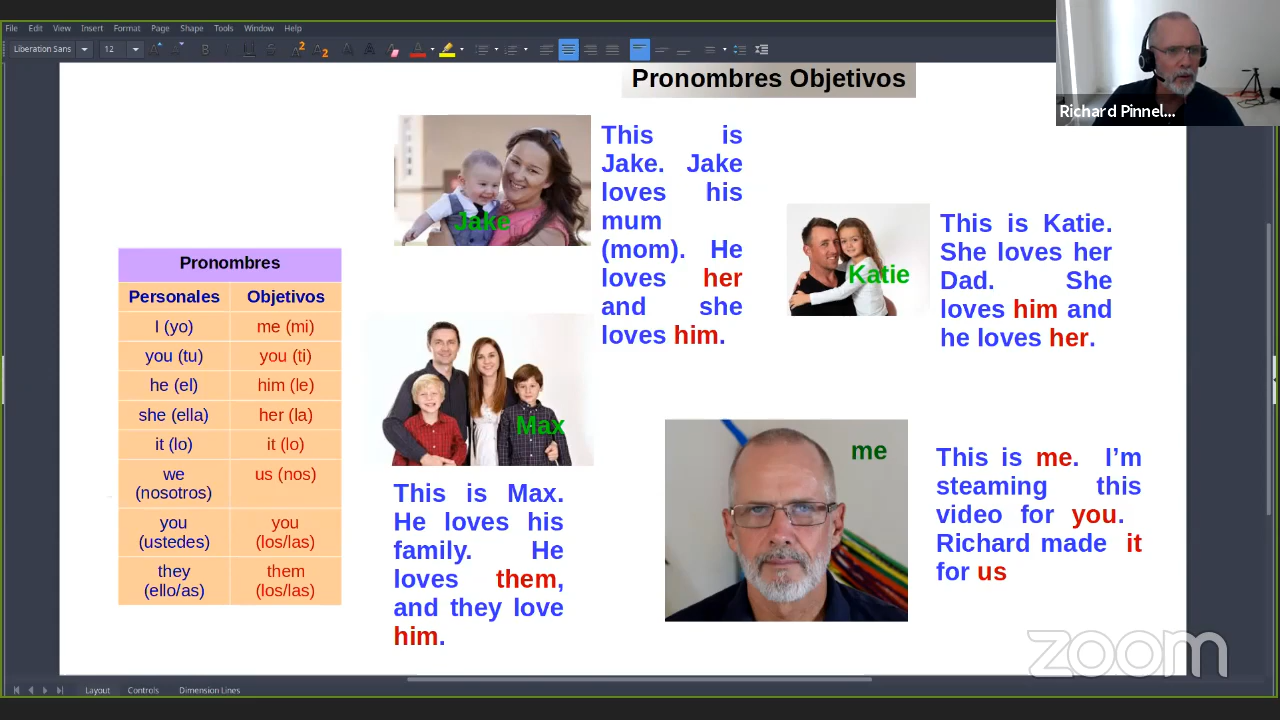 File Edit View Insert Format Page Shape Tools Window Help
Liberation Sans 12
Richard Pinnel...
Pronombres Objetivos
Jake
This is
Jake. Jake
loves his
mum
(mom). He
loves her
and she
loves him.
Katie
This is Katie.
She loves her
Dad. She
loves him and
he loves her.
Pronombres
Personales Objetivos
I (yo) me (mi)
you (tu) you (ti)
he (el) him (le)
she (ella) her (la)
it (lo) it (lo)
we us (nos)
(nosotros)
you you
(ustedes) (los/las)
they them
(ello/as) (los/las)
Max
This is Max.
He loves his
family. He
loves them,
and they love
him.
me
This is me. I’m
steaming this
video for you.
Richard made it
for us
zoom
Layout Controls Dimension Lines